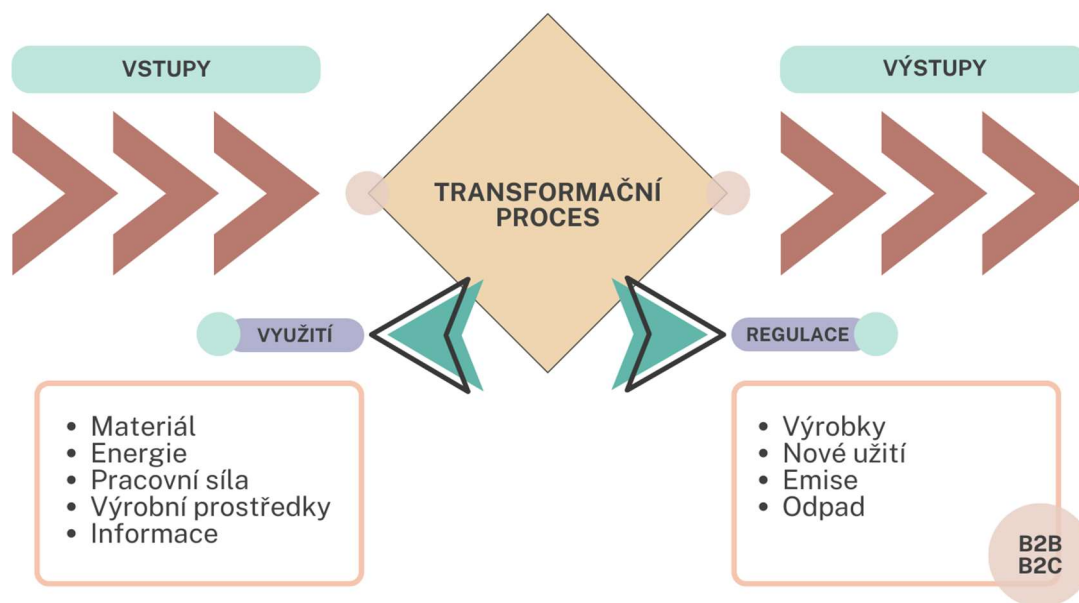 VSTUPY
VÝSTUPY
TRANSFORMAČNÍ
PROCES
VYUŽITÍ
REGULACE
• Materiál
• Energie
• Pracovní síla
• Výrobní prostředky
• Informace
• Výrobky
• Nové užití
• Emise
• Odpad
B2B
B2C